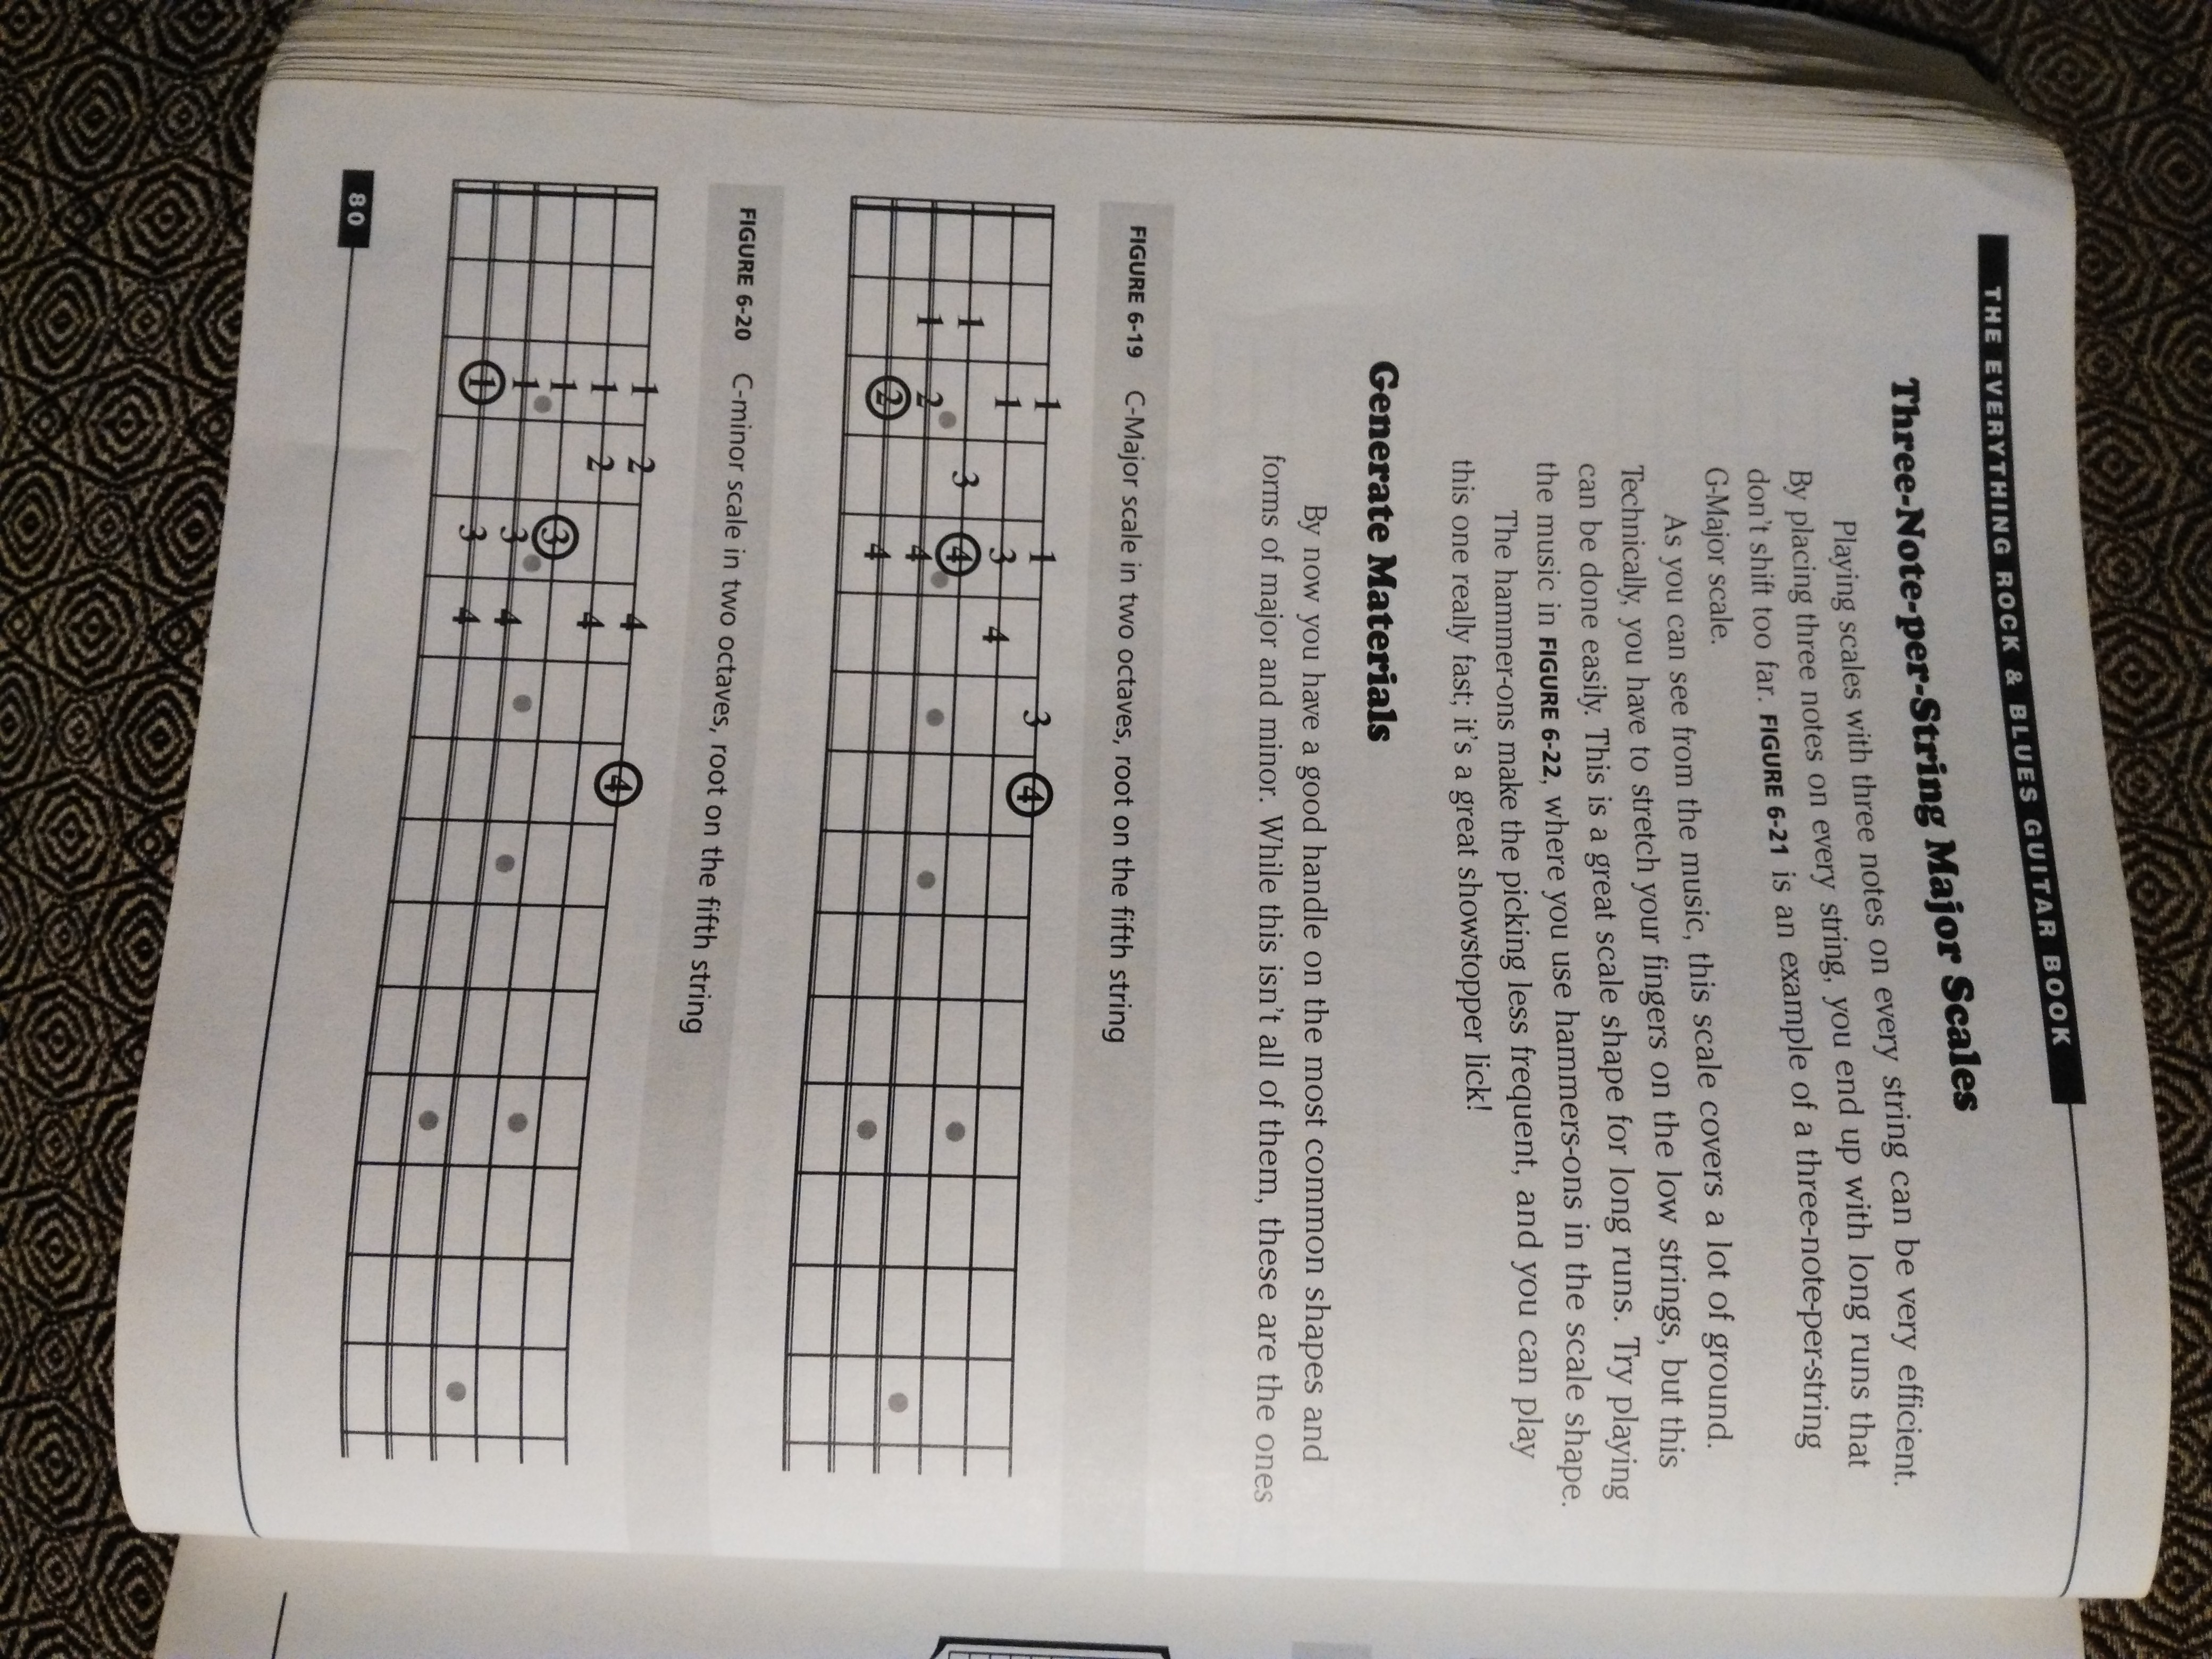 THE EVERYTHING ROCK & BLUES GUITAR BOOK
Three-Note-per-String Major Scales
Playing scales with three notes on every string can be very efficient.
By placing three notes on every string, you end up with long runs that
don't shift too far. FIGURE 6-21 is an example of a three-note-per-string
G-Major scale.
As you can see from the music, this scale covers a lot of ground.
Technically, you have to stretch your fingers on the low strings, but this
can be done easily. This is a great scale shape for long runs. Try playing
the music in FIGURE 6-22, where you use hammers-ons in the scale shape.
The hammer-ons make the picking less frequent, and you can play
this one really fast; it's a great showstopper lick!
Generate Materials
By now you have a good handle on the most common shapes and
forms of major and minor. While this isn't all of them, these are the ones
FIGURE 6-19 C-Major scale in two octaves, root on the fifth string
1 1 3 4
1 3 4
1 3 4
1 2 4
2 4
FIGURE 6-20 C-minor scale in two octaves, root on the fifth string
1 2 4 4
1 2 4
1 3
1 3 4
1 3 4
80